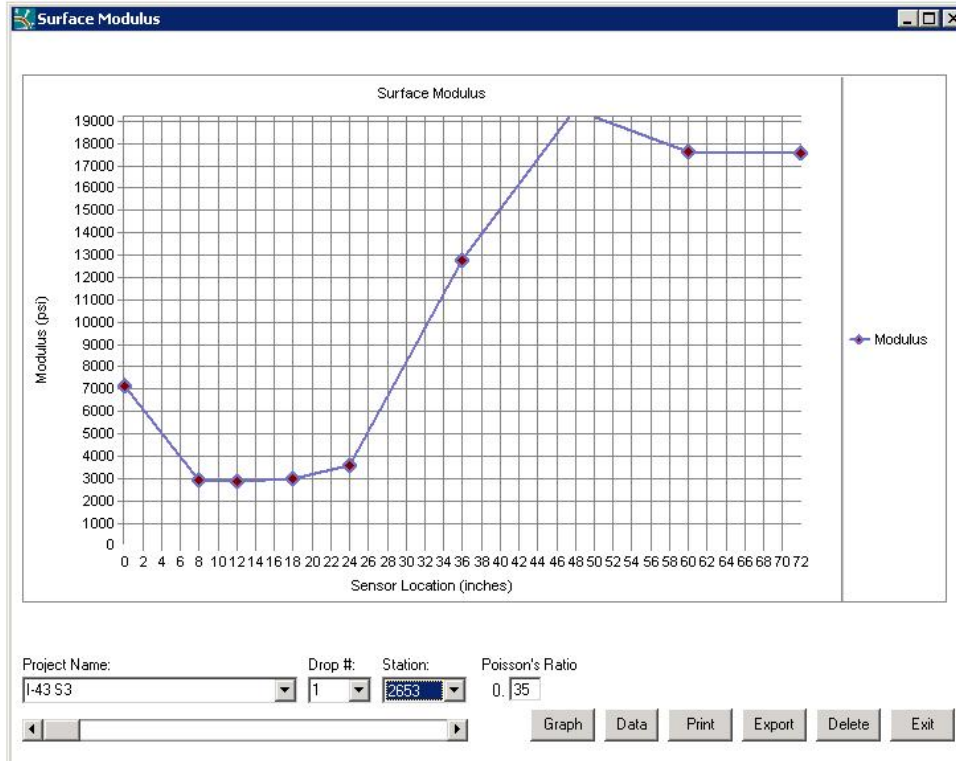 Surface Modulus
Surface Modulus
19000
18000
17000
16000
15000
14000
13000
12000
11000
10000
9000
8000
7000
6000
5000
4000
3000
2000
1000
0
Modulus (psi)
0 2 4 6 8 10 12 14 16 18 20 22 24 26 28 30 32 34 36 38 40 42 44 46 48 50 52 54 56 58 60 62 64 66 68 70 72
Sensor Location (inches)
Modulus
Project Name: Drop #: Station: Poisson's Ratio
I-43 S3 1 2653 0. 35
Graph Data Print Export Delete Exit